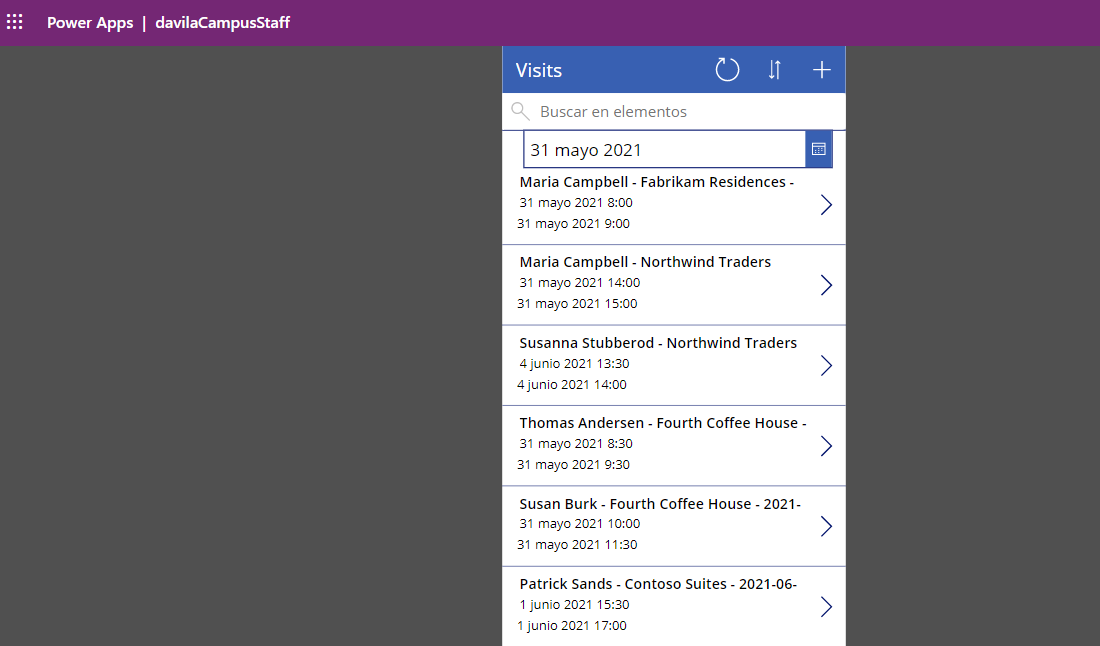 Power Apps | davilaCampusStaff
Visits
Buscar en elementos
31 mayo 2021
Maria Campbell - Fabrikam Residences -
31 mayo 2021 8:00
31 mayo 2021 9:00
Maria Campbell - Northwind Traders
31 mayo 2021 14:00
31 mayo 2021 15:00
Susanna Stubberod - Northwind Traders
4 junio 2021 13:30
4 junio 2021 14:00
Thomas Andersen - Fourth Coffee House -
31 mayo 2021 8:30
31 mayo 2021 9:30
Susan Burk - Fourth Coffee House - 2021-
31 mayo 2021 10:00
31 mayo 2021 11:30
Patrick Sands - Contoso Suites - 2021-06-
1 junio 2021 15:30
1 junio 2021 17:00